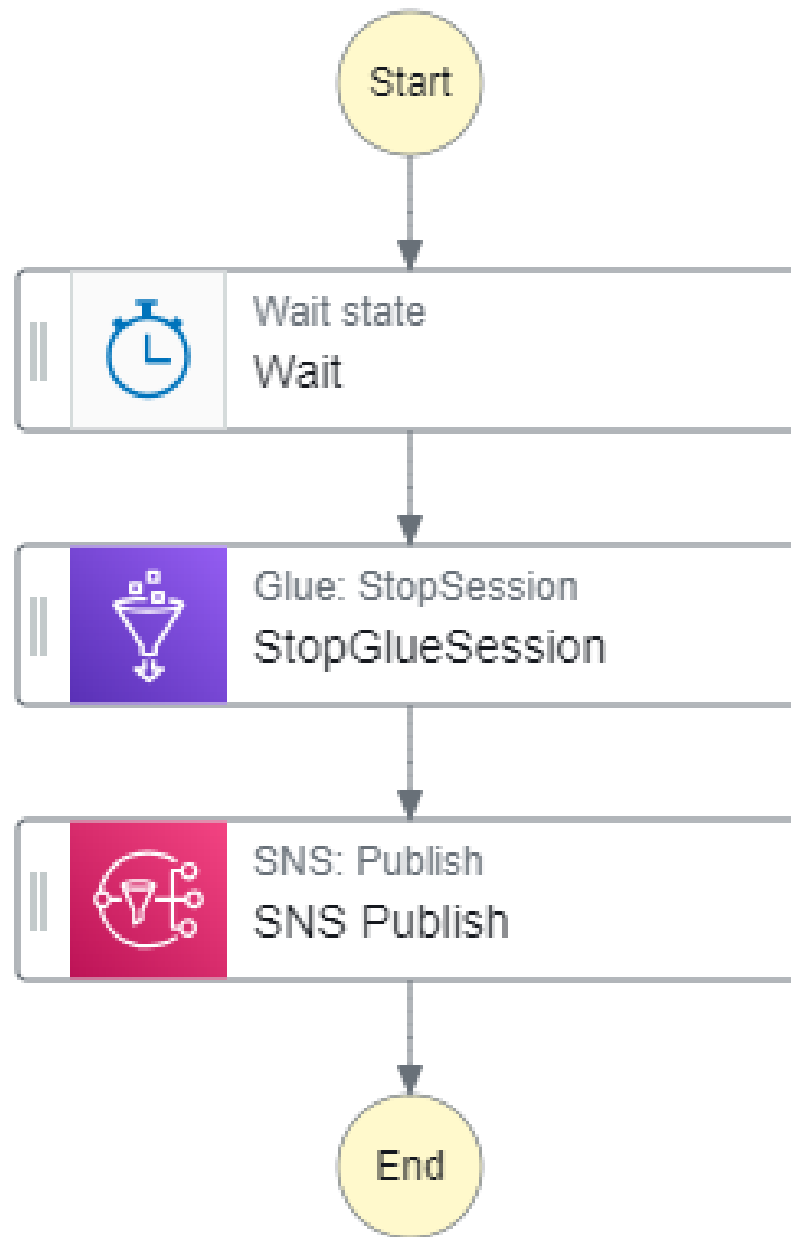 Start
Wait state
Wait
Glue: StopSession
StopGlueSession
SNS: Publish
SNS Publish
End